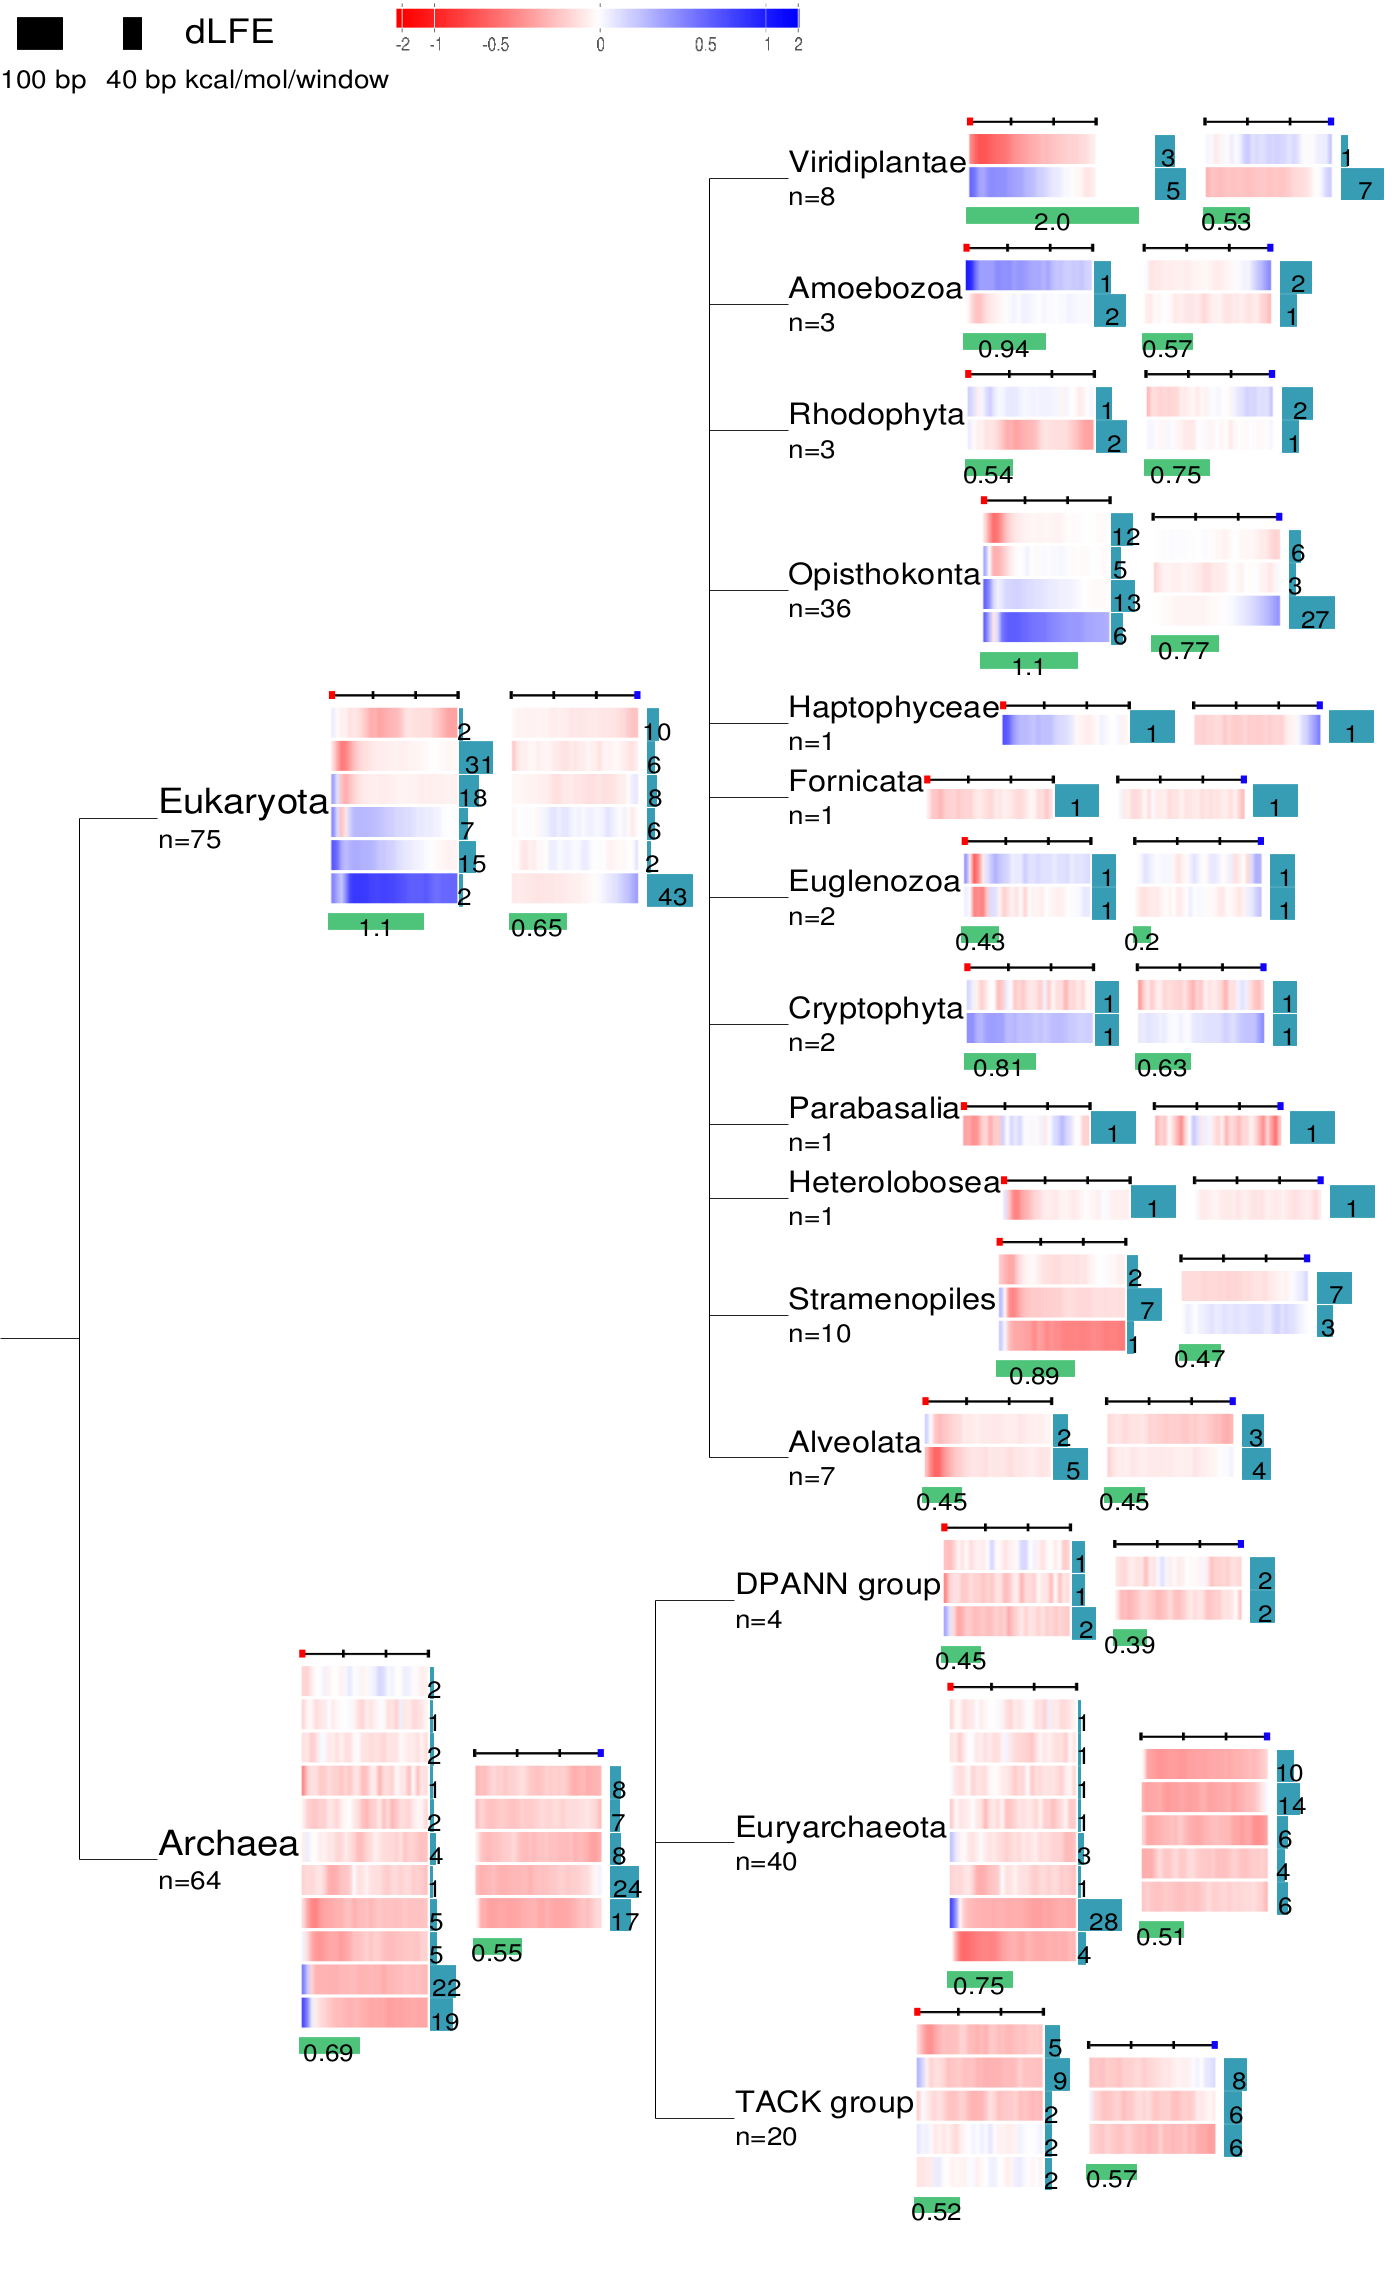 dLFE
-2 -1 -0.5 0 0.5 1 2
100 bp 40 bp kcal/mol/window
Viridiplantae
n=8
3 1
5 7
2.0 0.53
Amoebozoa
n=3
1 2
2 1
0.94 0.57
Rhodophyta
n=3
1 2
2 1
0.54 0.75
Opisthokonta
n=36
12 6
5 3
13 27
6
1.1 0.77
Haptophyceae
n=1
1 1
Fornicata
n=1
1 1
Eukaryota
n=75
2 10
31 6
18 8
7 6
15 2
2 43
1.1 0.65
Euglenozoa
n=2
1 1
1 1
0.43 0.2
Cryptophyta
n=2
1 1
1 1
0.81 0.63
Parabasalia
n=1
1 1
Heterolobosea
n=1
1 1
Stramenopiles
n=10
2 7
7 3
1
0.89 0.47
Alveolata
n=7
2 3
5 4
0.45 0.45
DPANN group
n=4
1 2
1 2
2
0.45 0.39
Archaea
n=64
2
1
2
1 8
2 7
4 8
1 24
5 17
5
22
19
0.69 0.55
Euryarchaeota
n=40
1
1 10
1 14
1 6
3 4
1 6
28
4
0.75 0.51
TACK group
n=20
5 8
9 6
2 6
2
2
0.52 0.57